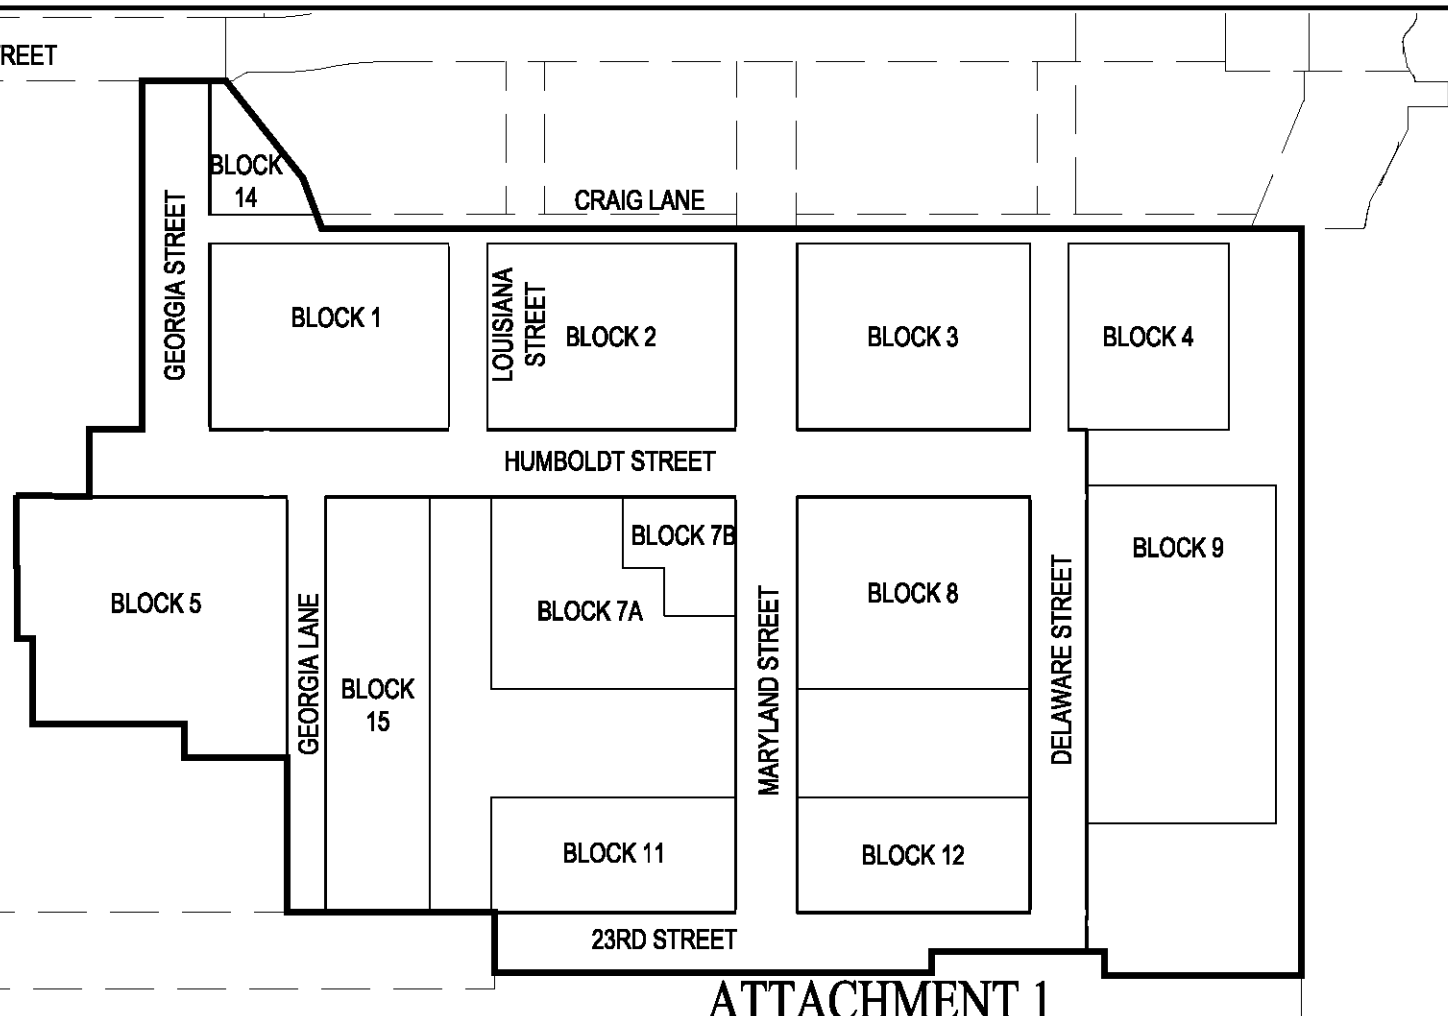 REET
BLOCK
14
CRAIG LANE
GEORGIA STREET
BLOCK 1
LOUISIANA
STREET
BLOCK 2
BLOCK 3
BLOCK 4
HUMBOLDT STREET
BLOCK 5
GEORGIA LANE
BLOCK
15
BLOCK 7A
BLOCK 7B
MARYLAND STREET
BLOCK 8
DELAWARE STREET
BLOCK 9
BLOCK 11
BLOCK 12
23RD STREET
ATTACHMENT 1